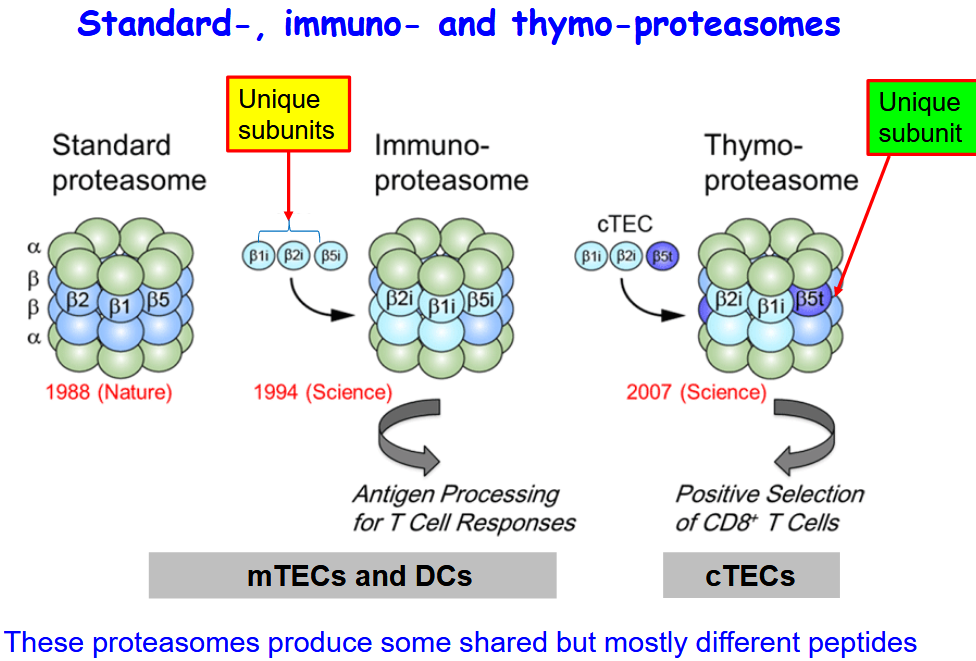 Standard-, immuno- and thymo-proteasomes
Unique
subunits
Unique
subunit
Standard
proteasome
Immuno-
proteasome
Thymo-
proteasome
cTEC
β1i β2i β5i
β1i β2i β5t
α
β
β
α
β2 β1 β5
β2i β1i β5i
β2i β1i β5t
1988 (Nature)
1994 (Science)
2007 (Science)
Antigen Processing
for T Cell Responses
Positive Selection
of CD8⁺ T Cells
mTECs and DCs
cTECs
These proteasomes produce some shared but mostly different peptides